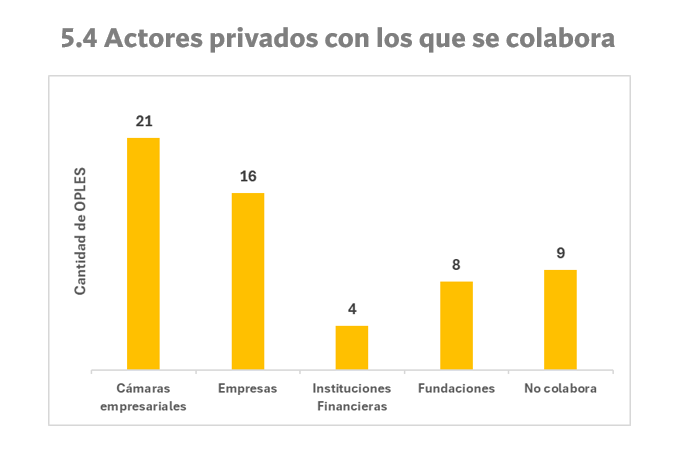 5.4 Actores privados con los que se colabora
Cantidad de OPLES
21
16
4
8
9
Cámaras
empresariales
Empresas
Instituciones
Financieras
Fundaciones
No colabora